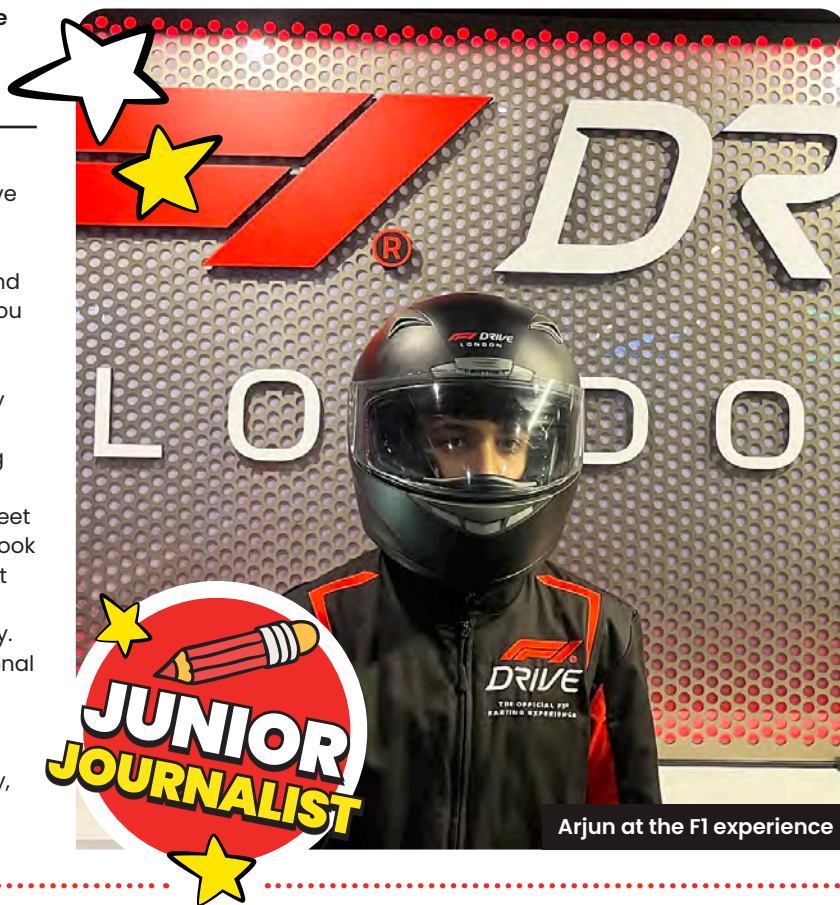 e
ve
nd
ou
y
g
eet
ook
t
y.
onal
y,
F1® DR
LO DO
F1 DRIVE
LONDON
F1® DRIVE
THE OFFICIAL F1®
KARTING EXPERIENCE
JUNIOR
JOURNALIST
Arjun at the F1 experience